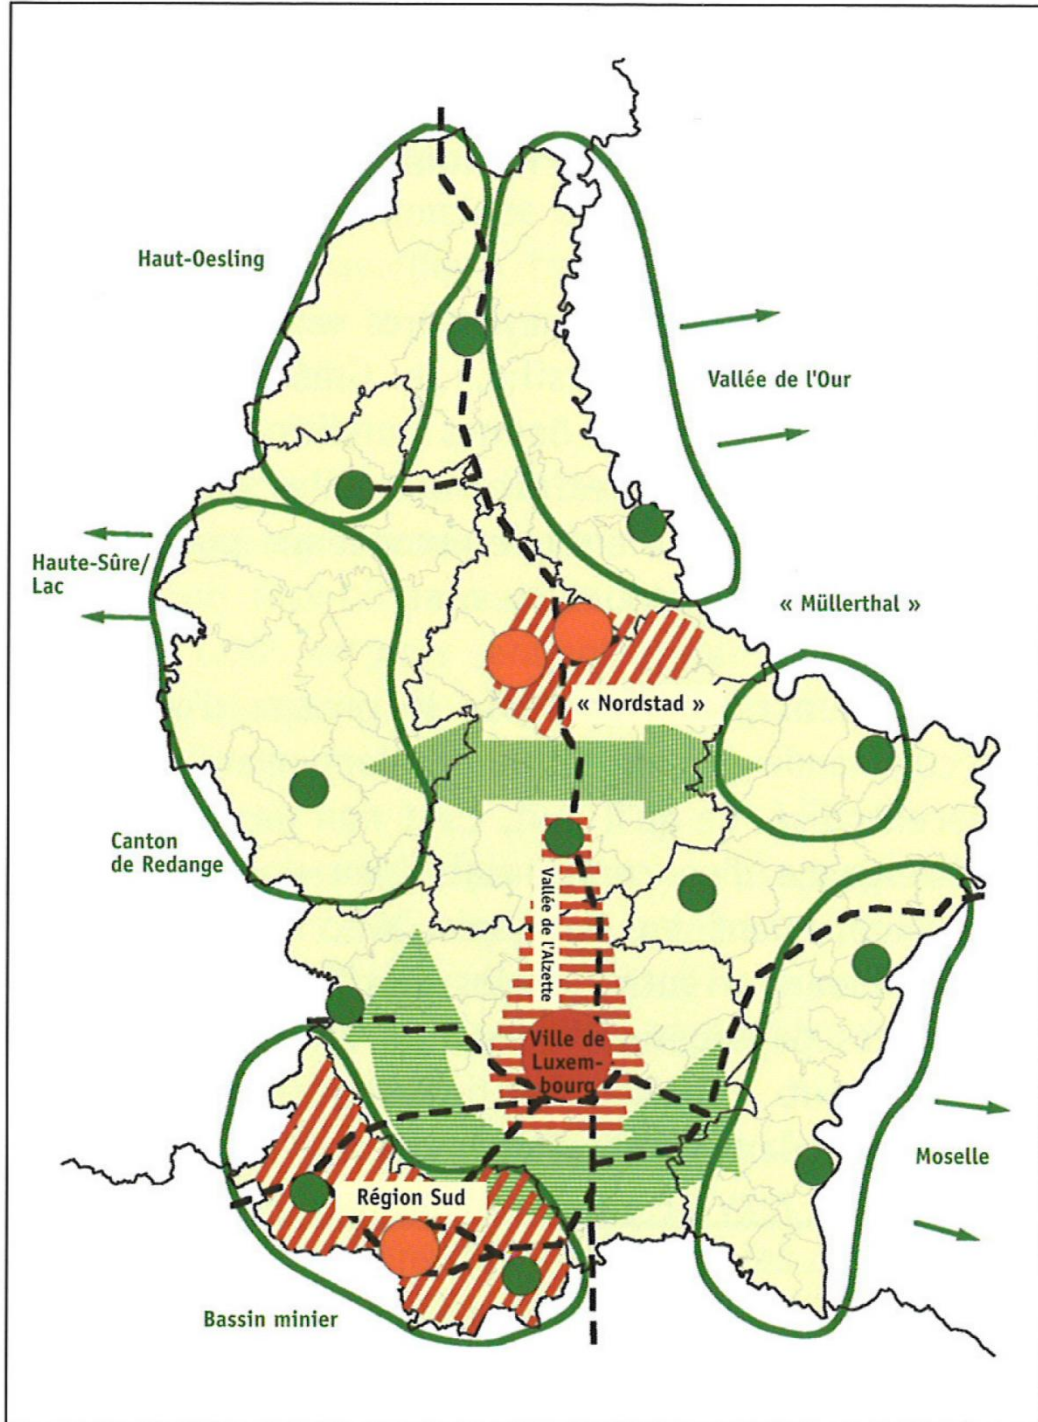 Haut-Oesling
Vallée de l'Our
Haute-Sûre/
Lac
« Müllerthal »
« Nordstad »
Canton
de Redange
Vallée de l'Alzette
Ville de
Luxem-
bourg
Moselle
Région Sud
Bassin minier